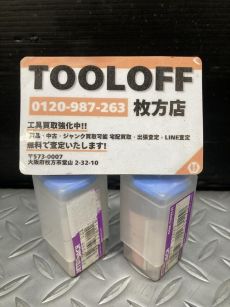 TOOLOFF
0120-987-263 枚方店
工具買取強化中!!
新品・中古・ジャンク買取可能 宅配買取・出張査定・LINE査定
無料で査定いたします!
〒573-0007
大阪府枚方市堂山 2-32-10